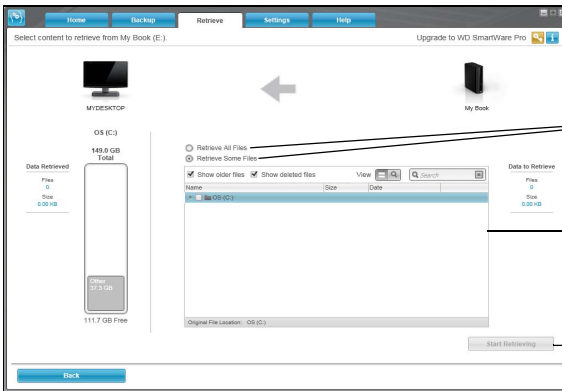 Home Backup Retrieve Settings Help
Select content to retrieve from My Book (E:). Upgrade to WD SmartWare Pro
MYDESKTOP
My Book
OS (C:)
149.0 GB
Total
Data Retrieved
Files
0
Size
0.00 KB
Other
37.3 GB
111.7 GB Free
Retrieve All Files
Retrieve Some Files
Show older files Show deleted files View Search
Name Size Date
OS (C:)
Original File Location: OS (C:)
Data to Retrieve
Files
0
Size
0.00 KB
Start Retrieving
Back